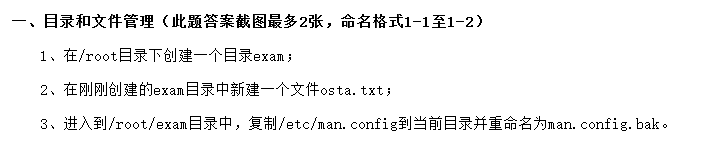 一、目录和文件管理（此题答案截图最多2张，命名格式1-1至1-2）
1、在/root目录下创建一个目录exam；
2、在刚刚创建的exam目录中新建一个文件osta.txt；
3、进入到/root/exam目录中，复制/etc/man.config到当前目录并重命名为man.config.bak。